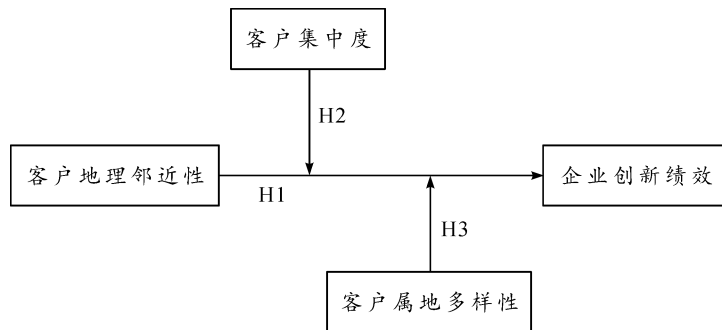 客户集中度
H2
客户地理邻近性
企业创新绩效
H1
H3
客户属地多样性